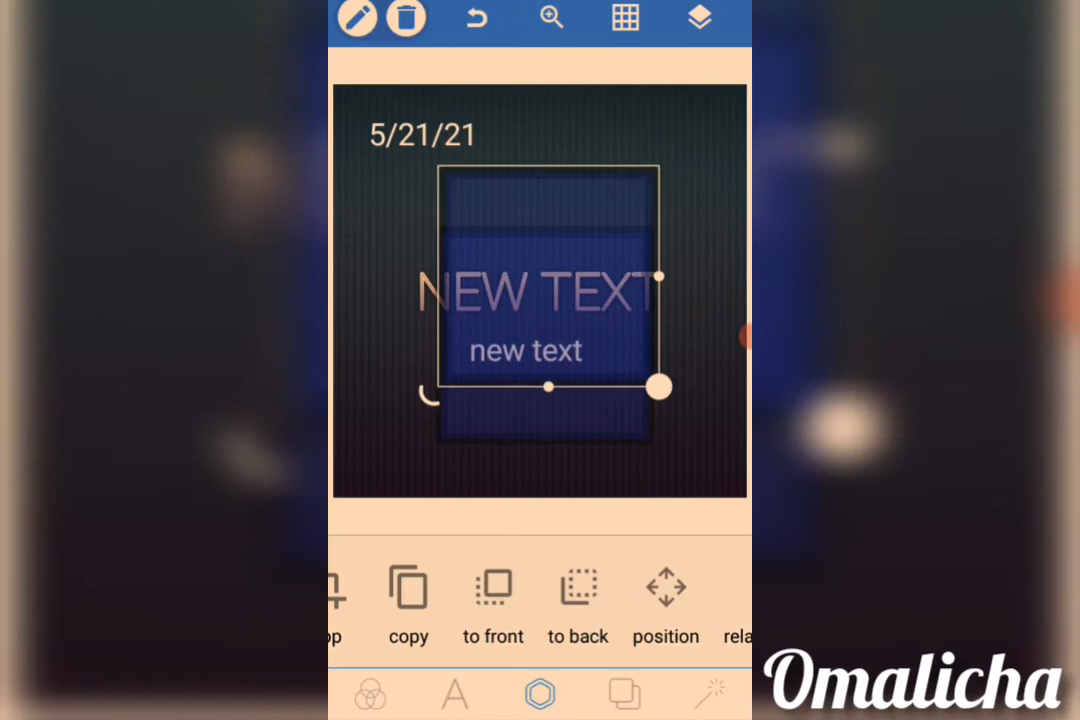 5/21/21
NEW TEXT
new text
copy
to front
to back
position
Omalicha